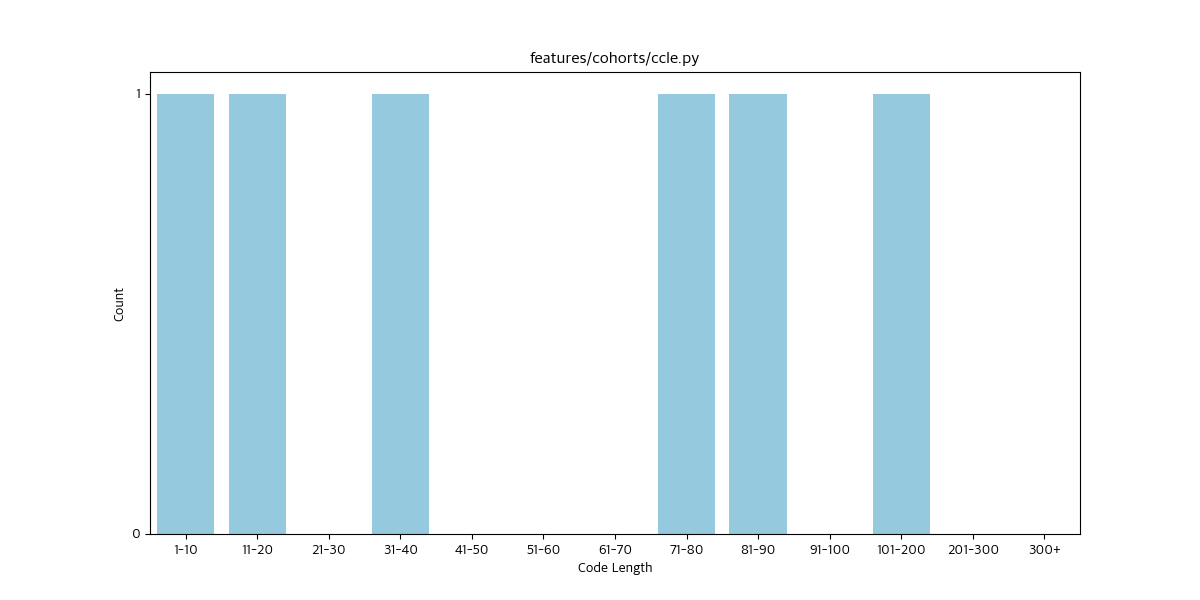 features/cohorts/ccle.py
1
Count
0
1-10 11-20 21-30 31-40 41-50 51-60 61-70 71-80 81-90 91-100 101-200 201-300 300+
Code Length